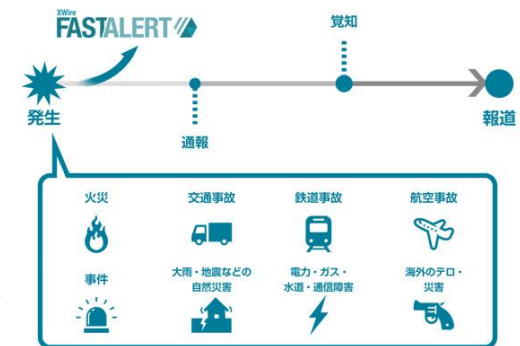 XWire
FASTALERT
覚知
発生
通報
報道
火災
交通事故
鉄道事故
航空事故
事件
大雨・地震などの
自然災害
電力・ガス・
水道・通信障害
海外のテロ・
災害